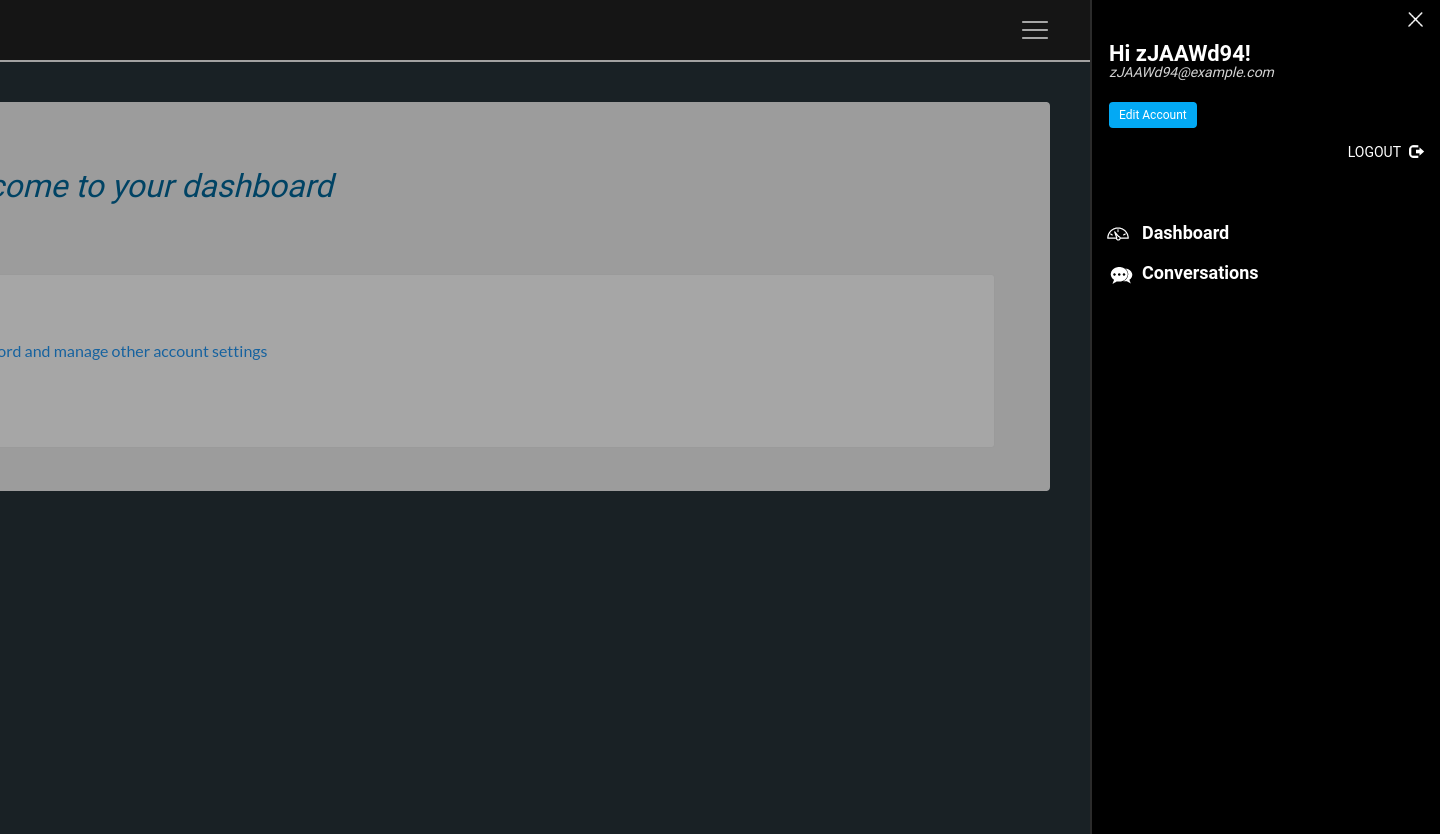 come to your dashboard
ord and manage other account settings
Hi zJAAWd94!
zJAAWd94@example.com
Edit Account
LOGOUT
Dashboard
Conversations